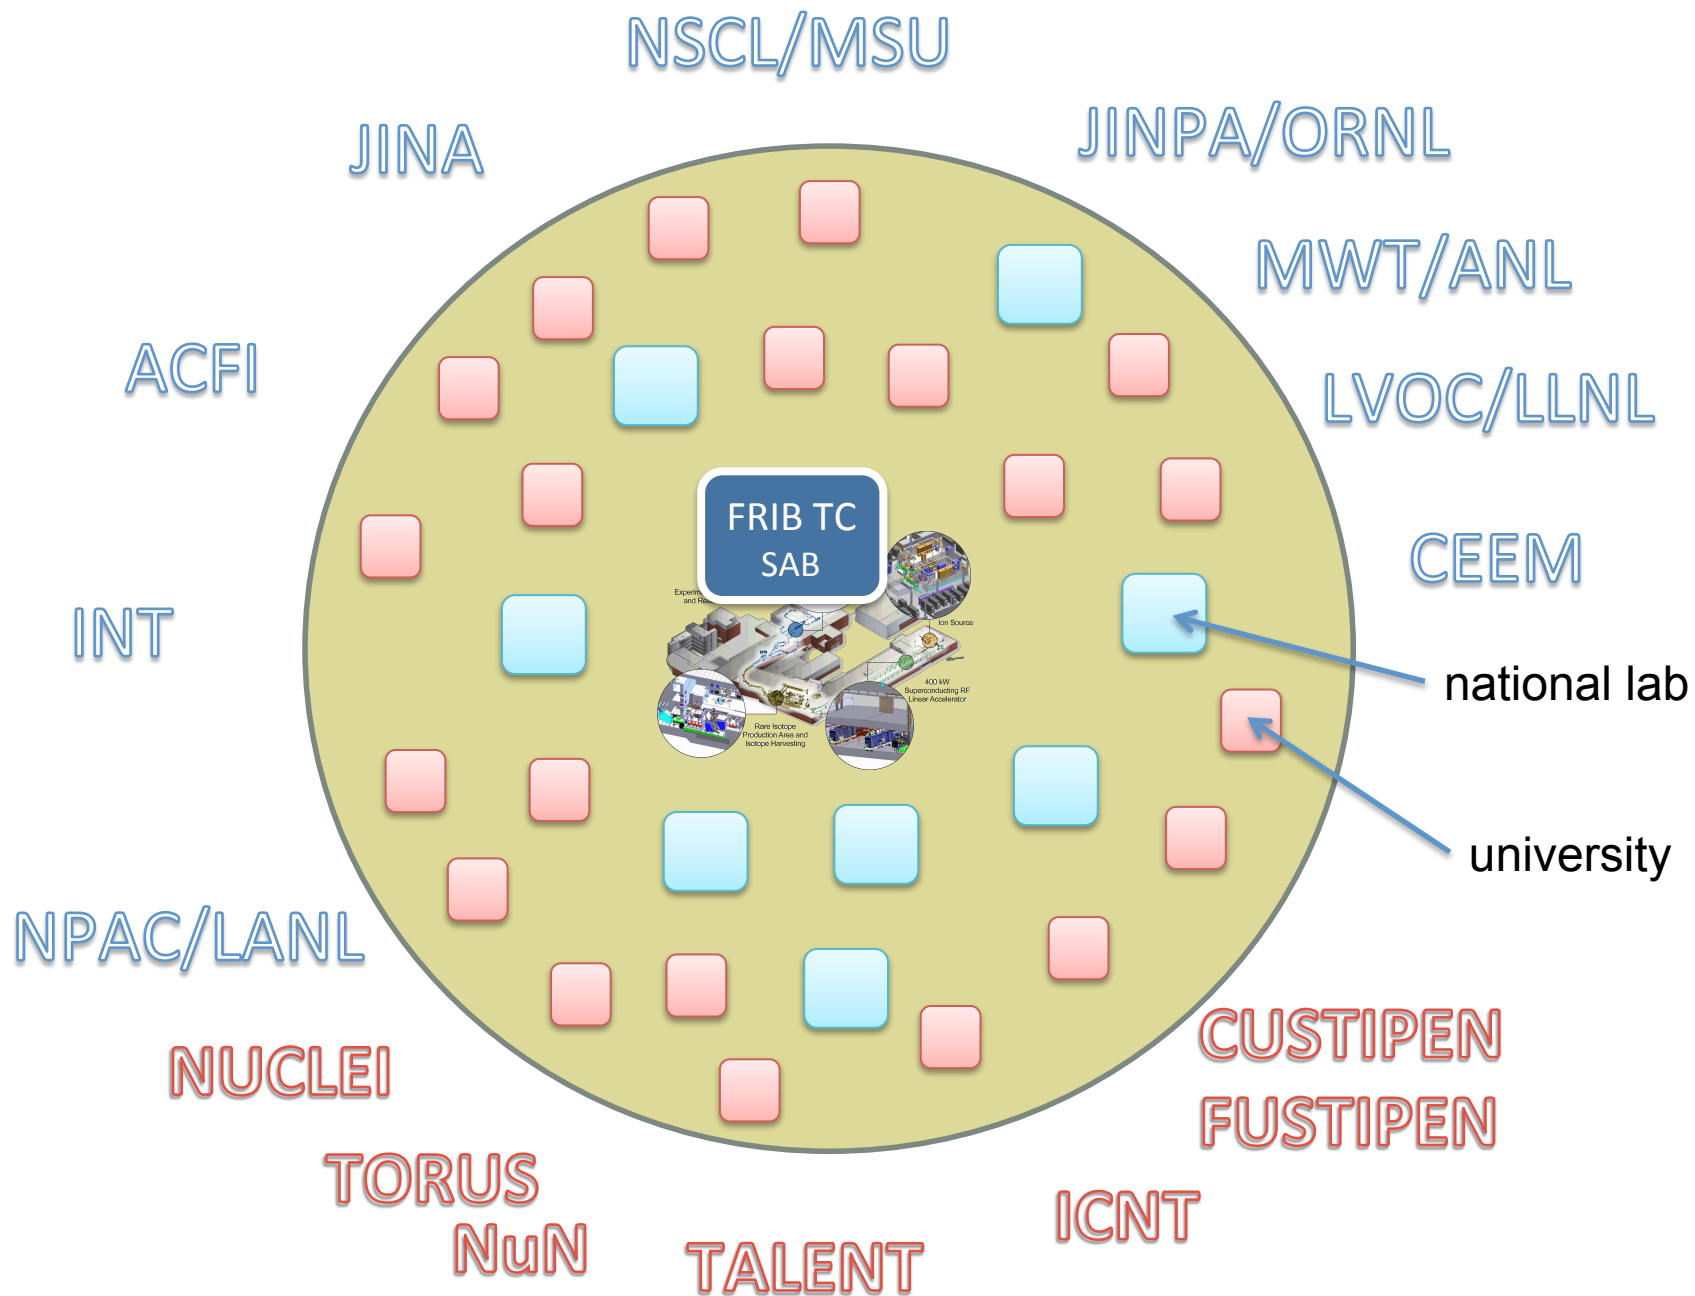 NSCL/MSU
JINA
JINPA/ORNL
MWT/ANL
ACFI
LVOC/LLNL
FRIB TC
SAB
CEEM
Ion Source
INT
national lab
400 kW
Superconducting RF
Linear Accelerator
Rare Isotope
Production Area and
Isotope Harvesting
university
NPAC/LANL
CUSTIPEN
NUCLEI
FUSTIPEN
TORUS
ICNT
NuN
TALENT